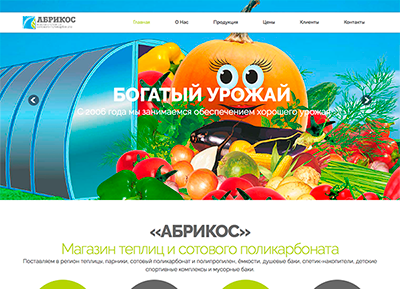 АБРИКОС
Главная О Нас Продукция Цены Клиенты Контакты
БОГАТЫЙ УРОЖАЙ
С 2006 года мы занимаемся обеспечением хорошего урожая
«АБРИКОС»
Магазин теплиц и сотового поликарбоната
Поставляем в регион теплицы, парники, сотовый поликарбонат и полипропилен, ёмкости, душевые баки, септик-накопители, детские
спортивные комплексы и мусорные баки.